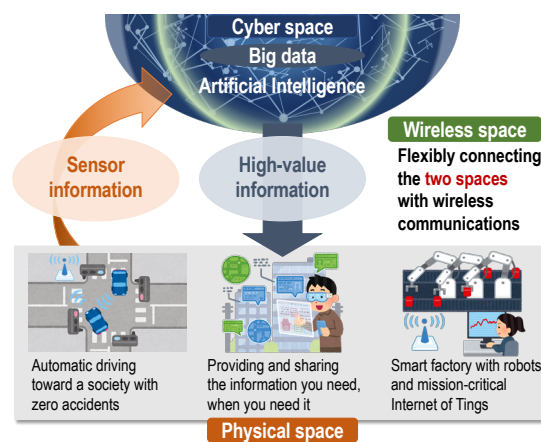 Cyber space
Big data
Artificial Intelligence
Sensor
information
High-value
information
Wireless space
Flexibly connecting
the two spaces
with wireless
communications
Automatic driving
toward a society with
zero accidents
Providing and sharing
the information you need,
when you need it
Smart factory with robots
and mission-critical
Internet of Tings
Physical space